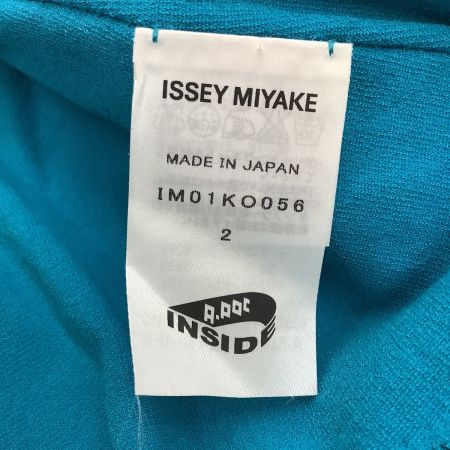 ISSEY MIYAKE
MADE IN JAPAN
IM01KO056
2
A.POC
INSIDE